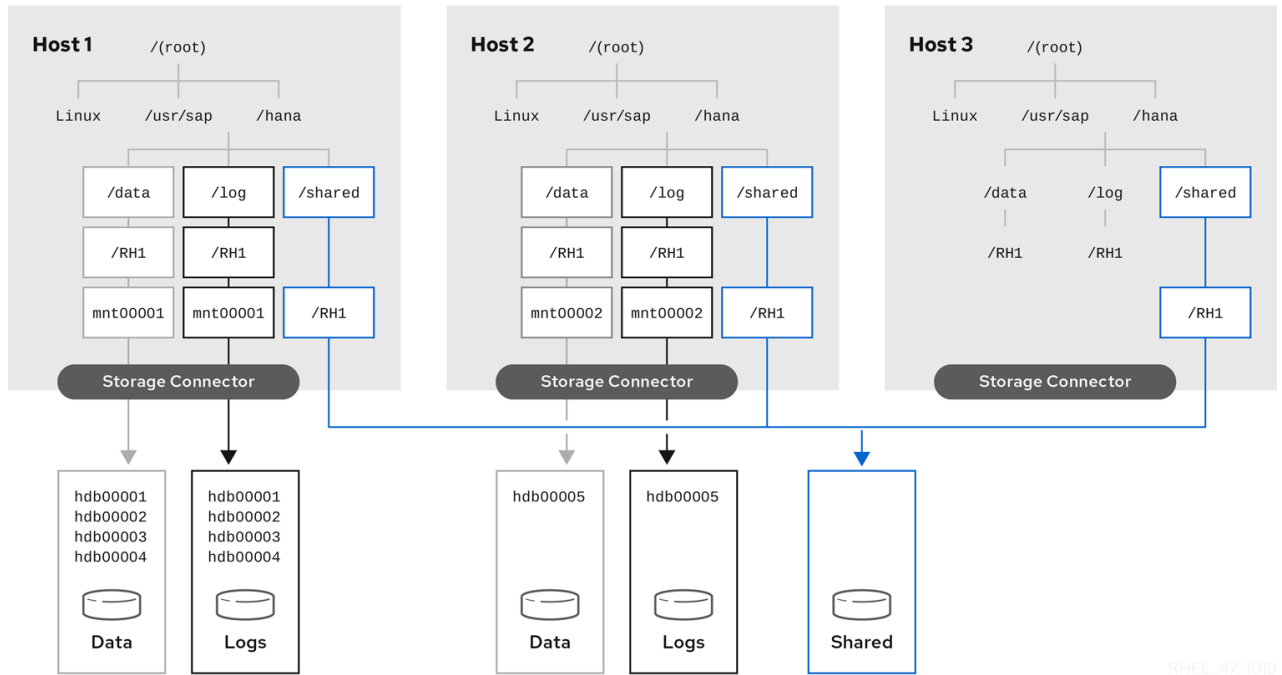 Host 1
/(root)
Linux
/usr/sap
/hana
/data
/log
/shared
/RH1
/RH1
mnt00001
mnt00001
/RH1
Storage Connector
Host 2
/(root)
Linux
/usr/sap
/hana
/data
/log
/shared
/RH1
/RH1
mnt00002
mnt00002
/RH1
Storage Connector
Host 3
/(root)
Linux
/usr/sap
/hana
/data
/log
/shared
/RH1
/RH1
/RH1
Storage Connector
hdb00001
hdb00002
hdb00003
hdb00004
Data
hdb00001
hdb00002
hdb00003
hdb00004
Logs
hdb00005
Data
hdb00005
Logs
Shared
RHEL_47_1019